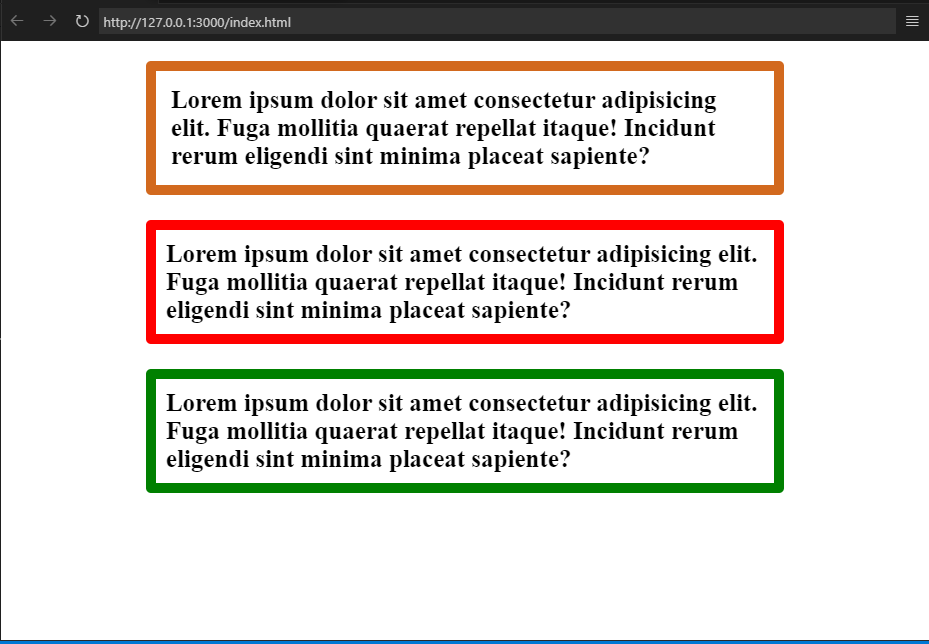 http://127.0.0.1:3000/index.html
Lorem ipsum dolor sit amet consectetur adipisicing
elit. Fuga mollitia quaerat repellat itaque! Incidunt
rerum eligendi sint minima placeat sapiente?
Lorem ipsum dolor sit amet consectetur adipisicing elit.
Fuga mollitia quaerat repellat itaque! Incidunt rerum
eligendi sint minima placeat sapiente?
Lorem ipsum dolor sit amet consectetur adipisicing elit.
Fuga mollitia quaerat repellat itaque! Incidunt rerum
eligendi sint minima placeat sapiente?